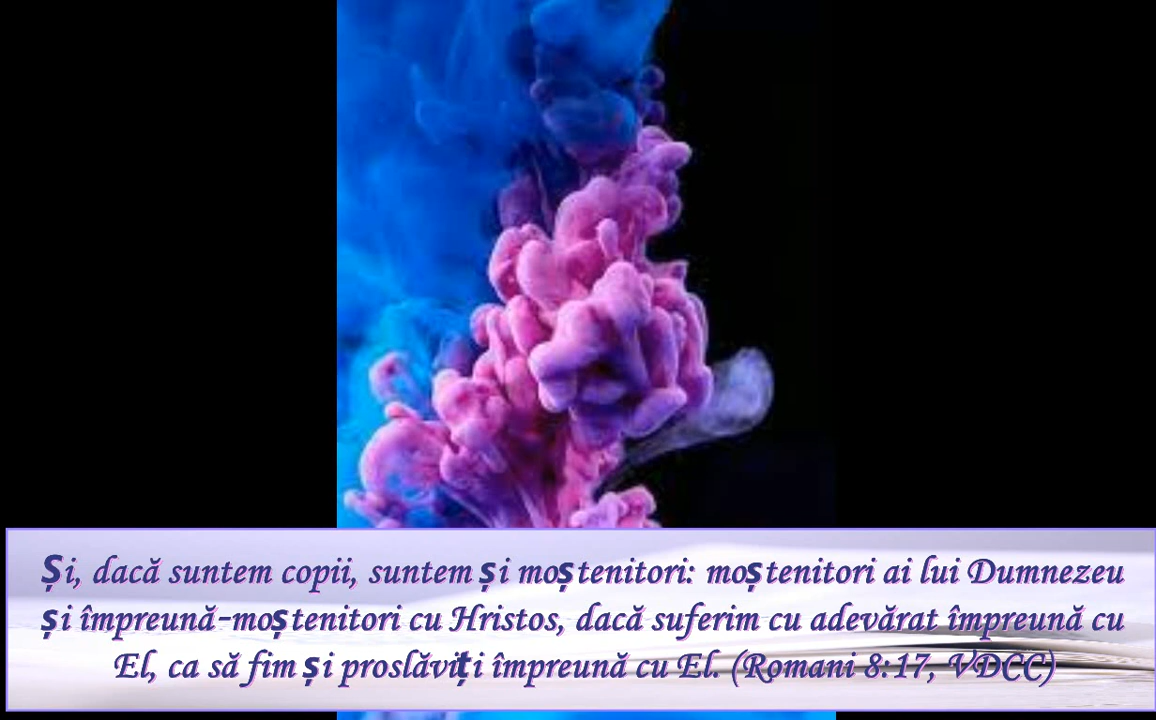 Și, dacă suntem copii, suntem și moștenitori: moștenitori ai lui Dumnezeu
și împreună-moștenitori cu Hristos, dacă suferim cu adevărat împreună cu
El, ca să fim și proslăviți împreună cu El. (Romani 8:17, VDCC)